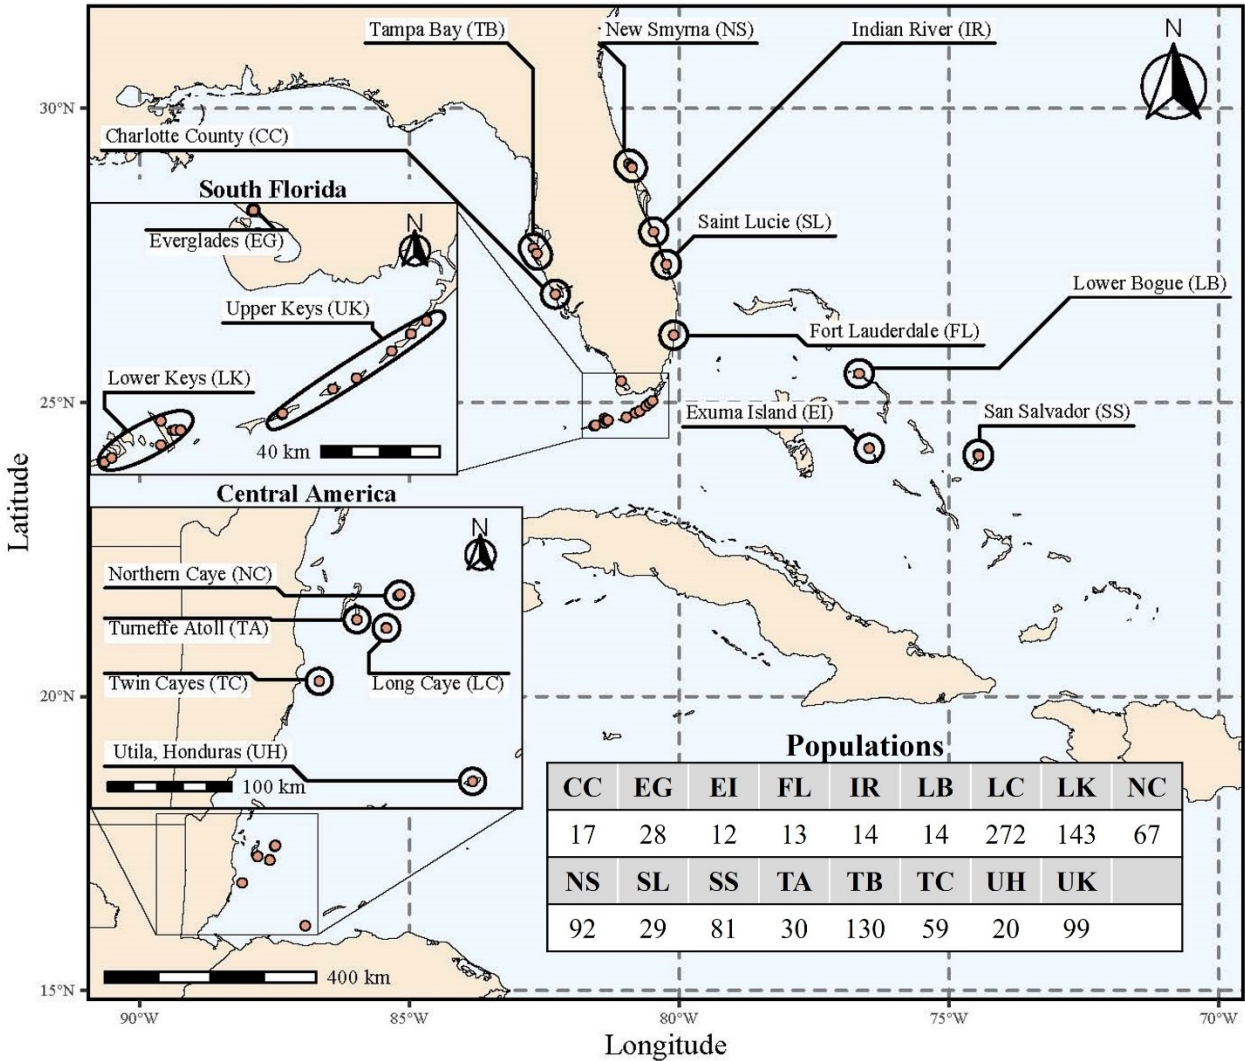 Tampa Bay (TB)
New Smyrna (NS)
Indian River (IR)
N
30°N
Charlotte County (CC)
South Florida
N
Everglades (EG)
Saint Lucie (SL)
Lower Bogue (LB)
Upper Keys (UK)
Fort Lauderdale (FL)
Lower Keys (LK)
25°N
Exuma Island (EI)
San Salvador (SS)
40 km
Central America
N
Northern Caye (NC)
Turneffe Atoll (TA)
Twin Cayes (TC)
Long Caye (LC)
20°N
Utila, Honduras (UH)
100 km
Populations
CC EG EI FL IR LB LC LK NC
17 28 12 13 14 14 272 143 67
NS SL SS TA TB TC UH UK
92 29 81 30 130 59 20 99
400 km
15°N
90°W 85°W 80°W 75°W 70°W
Longitude
Latitude